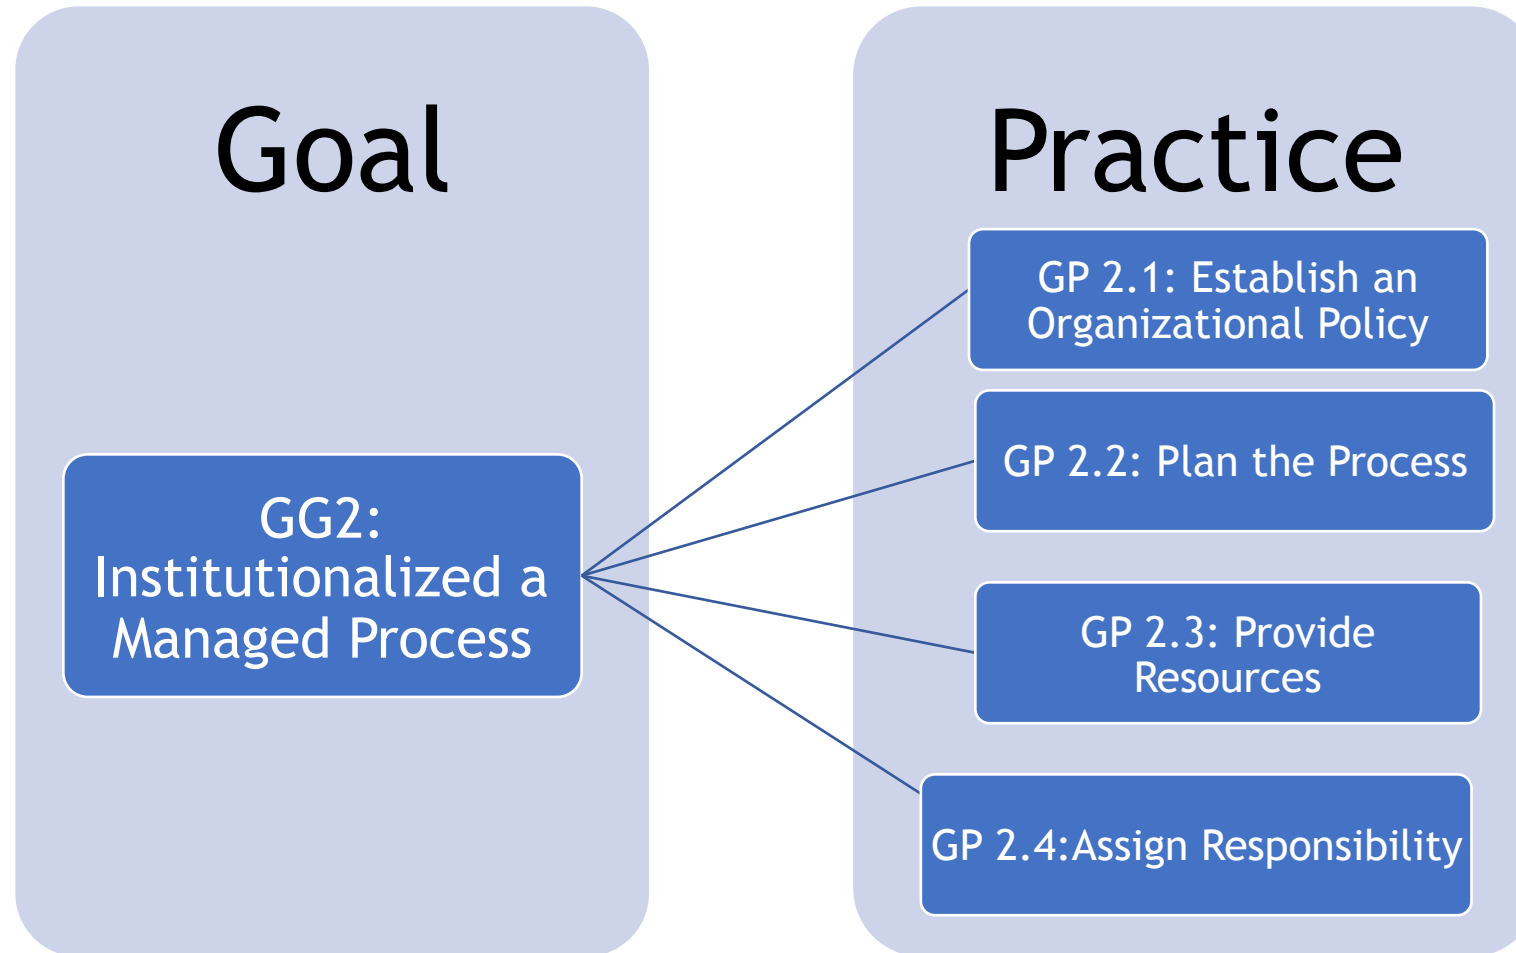 Goal
Practice
GG2:
Institutionalized a
Managed Process
GP 2.1: Establish an
Organizational Policy
GP 2.2: Plan the Process
GP 2.3: Provide
Resources
GP 2.4:Assign Responsibility